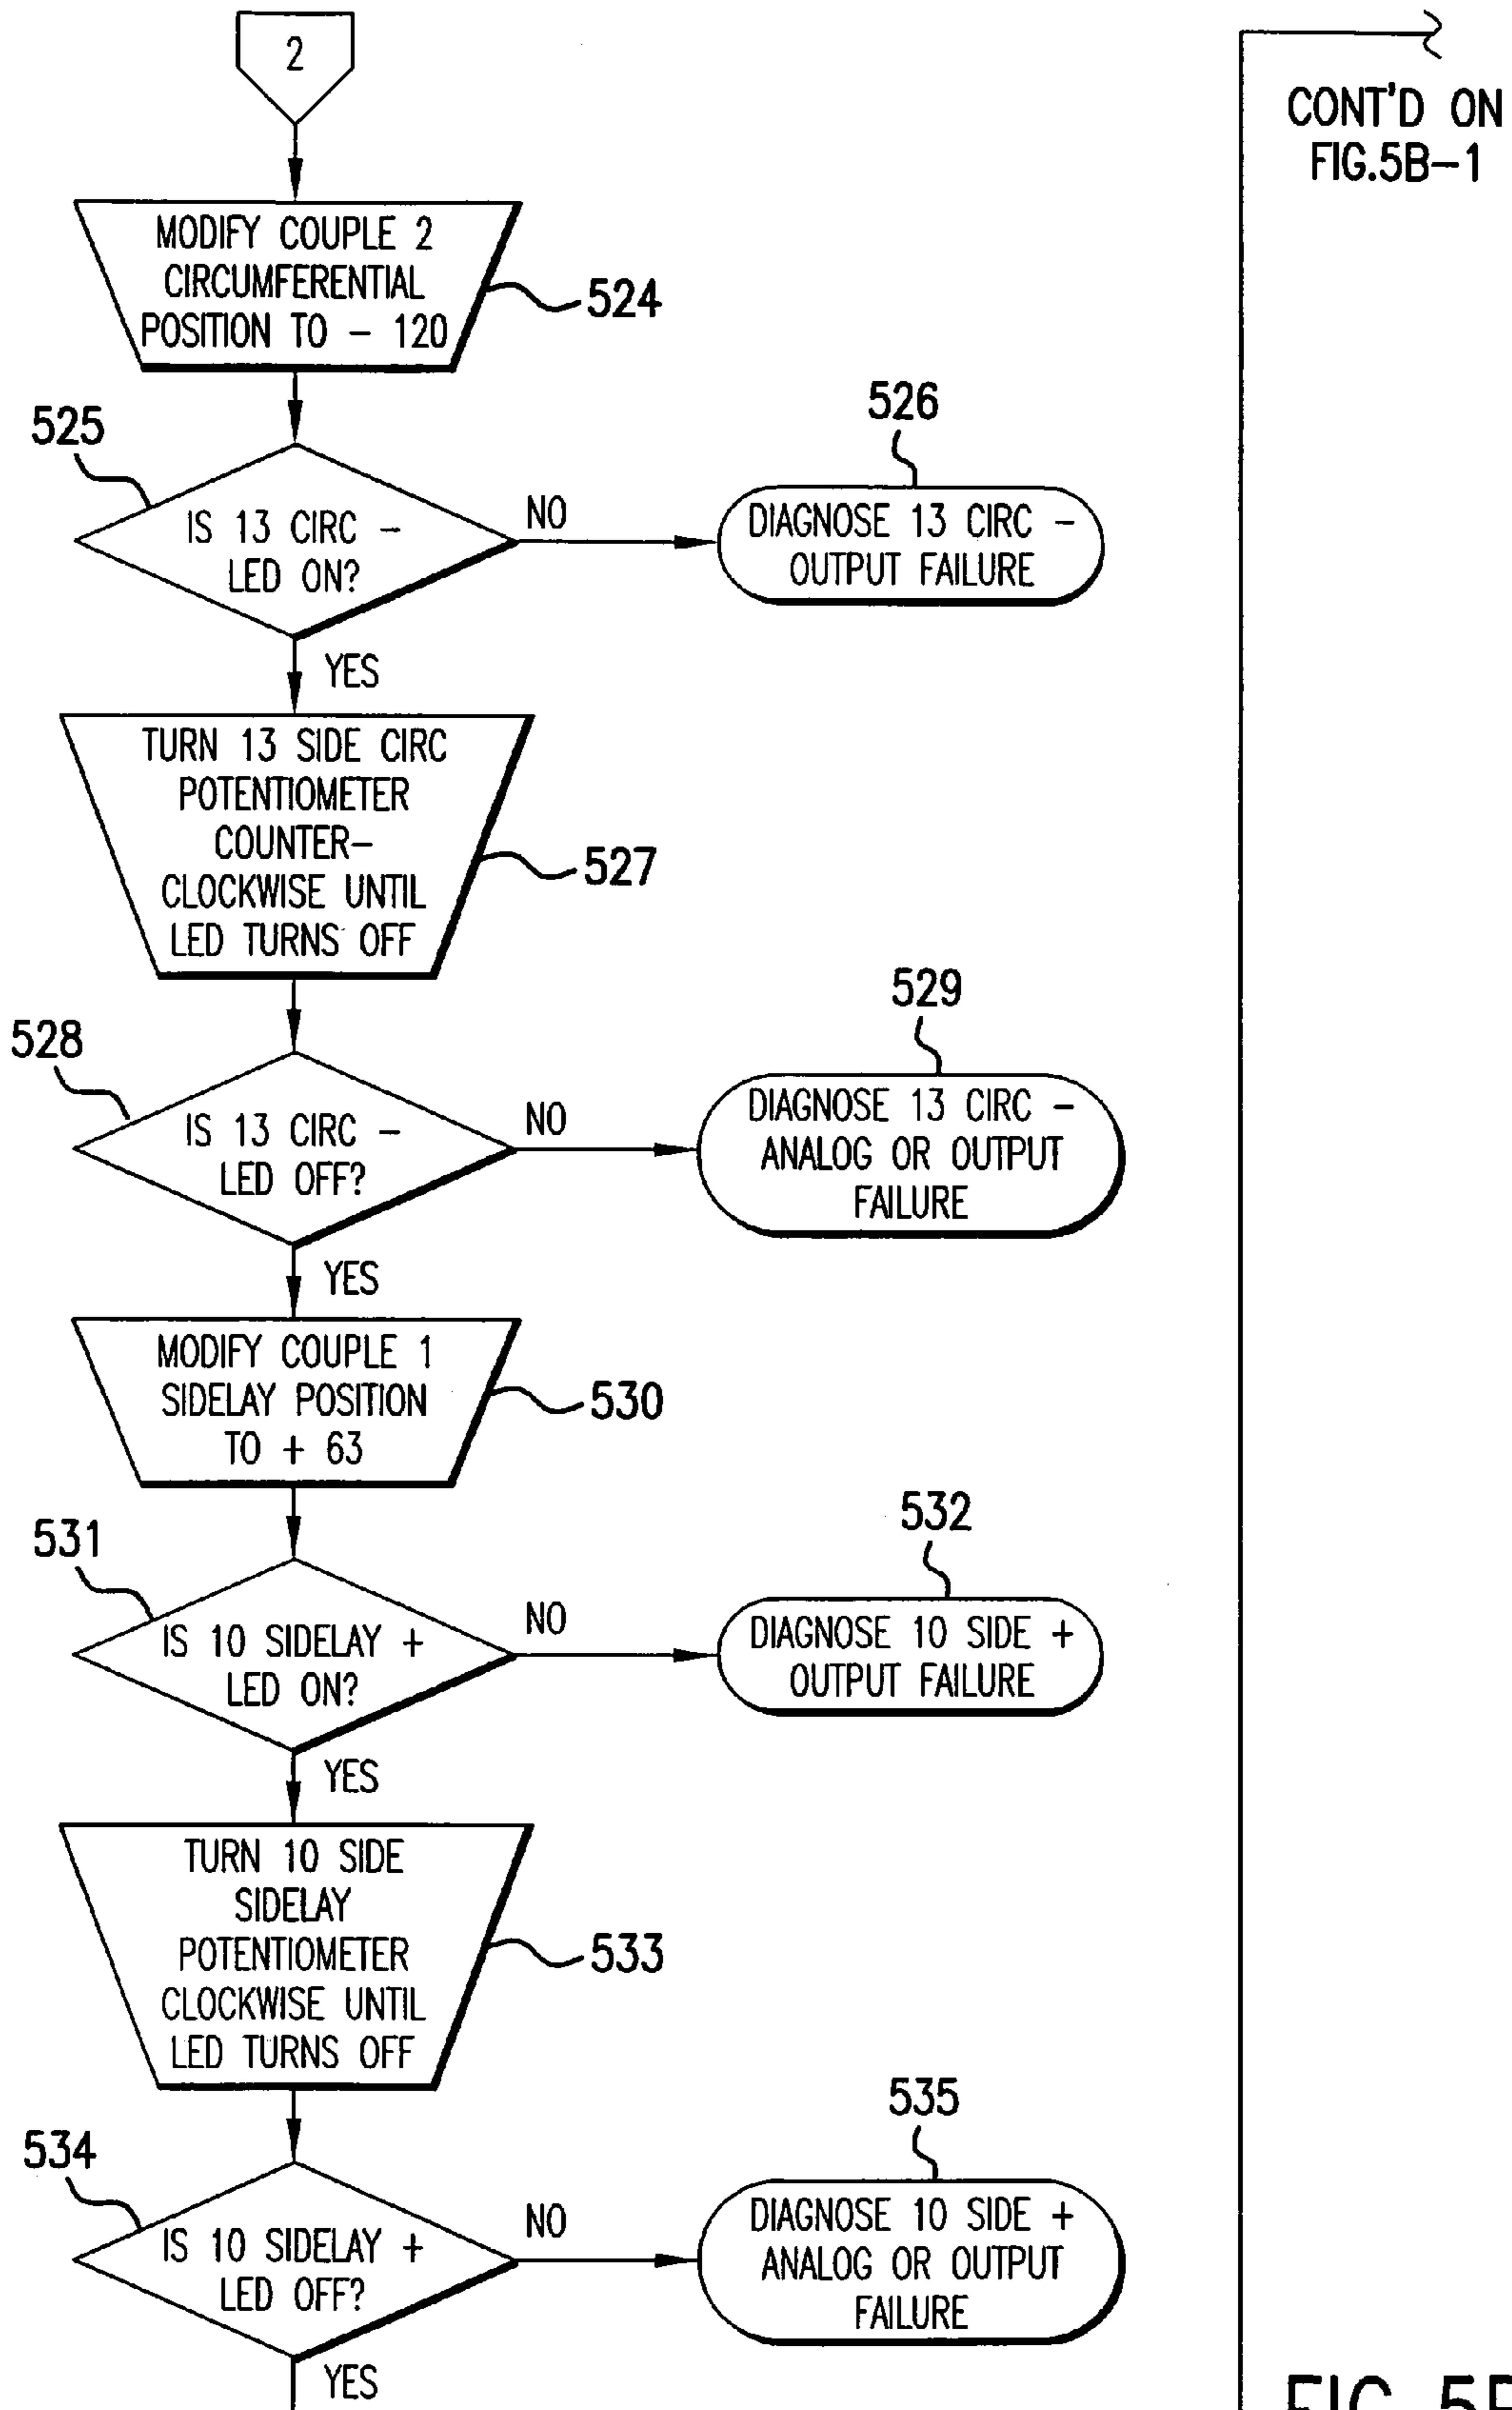 2
CONT'D ON
FIG.5B-1
MODIFY COUPLE 2
CIRCUMFERENTIAL
POSITION TO - 120
524
525
IS 13 CIRC -
LED ON?
NO
526
DIAGNOSE 13 CIRC -
OUTPUT FAILURE
YES
TURN 13 SIDE CIRC
POTENTIOMETER
COUNTER-
CLOCKWISE UNTIL
LED TURNS OFF
527
528
IS 13 CIRC -
LED OFF?
NO
529
DIAGNOSE 13 CIRC -
ANALOG OR OUTPUT
FAILURE
YES
MODIFY COUPLE 1
SIDELAY POSITION
TO + 63
530
531
IS 10 SIDELAY +
LED ON?
NO
532
DIAGNOSE 10 SIDE +
OUTPUT FAILURE
YES
TURN 10 SIDE
SIDELAY
POTENTIOMETER
CLOCKWISE UNTIL
LED TURNS OFF
533
534
IS 10 SIDELAY +
LED OFF?
NO
535
DIAGNOSE 10 SIDE +
ANALOG OR OUTPUT
FAILURE
YES